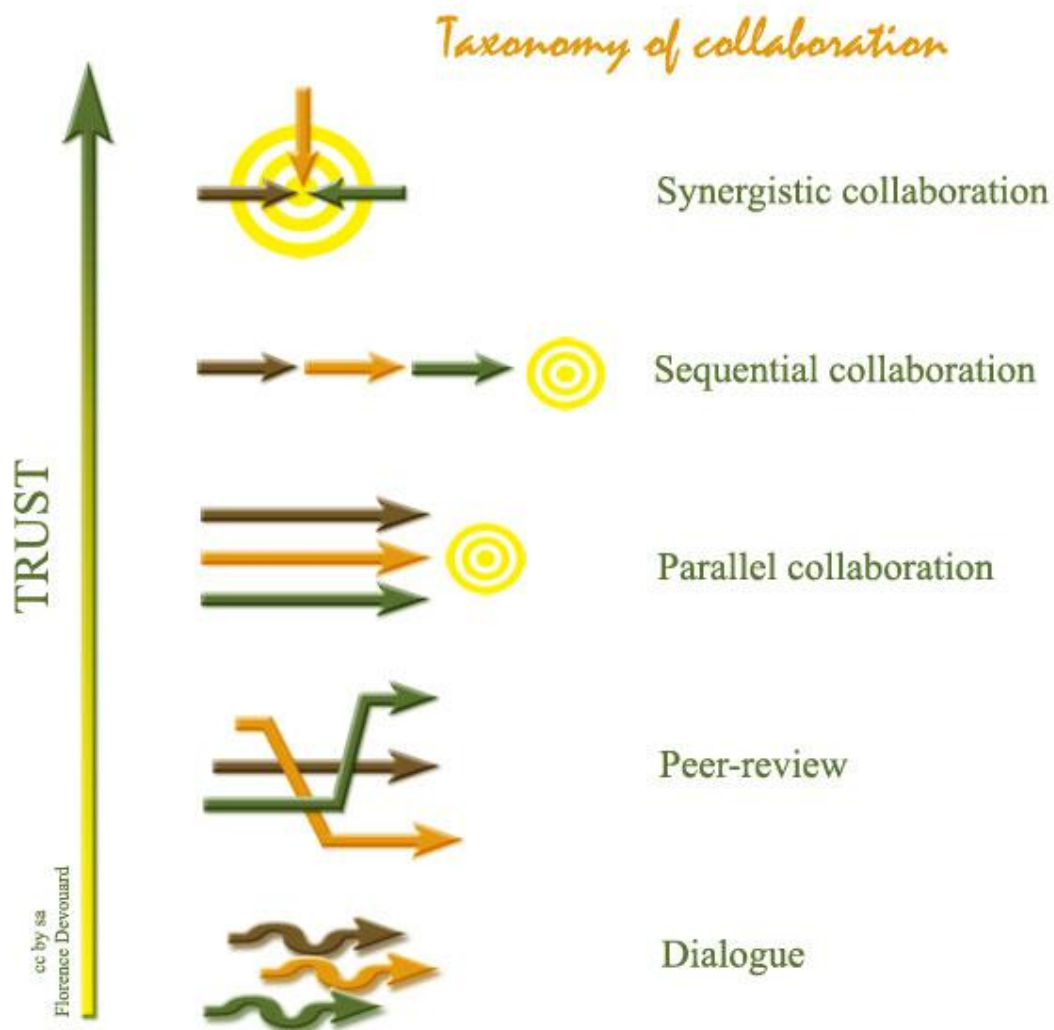 Taxonomy of collaboration
Synergistic collaboration
Sequential collaboration
TRUST
Parallel collaboration
Peer-review
Dialogue
cc by sa
Florence Devouard